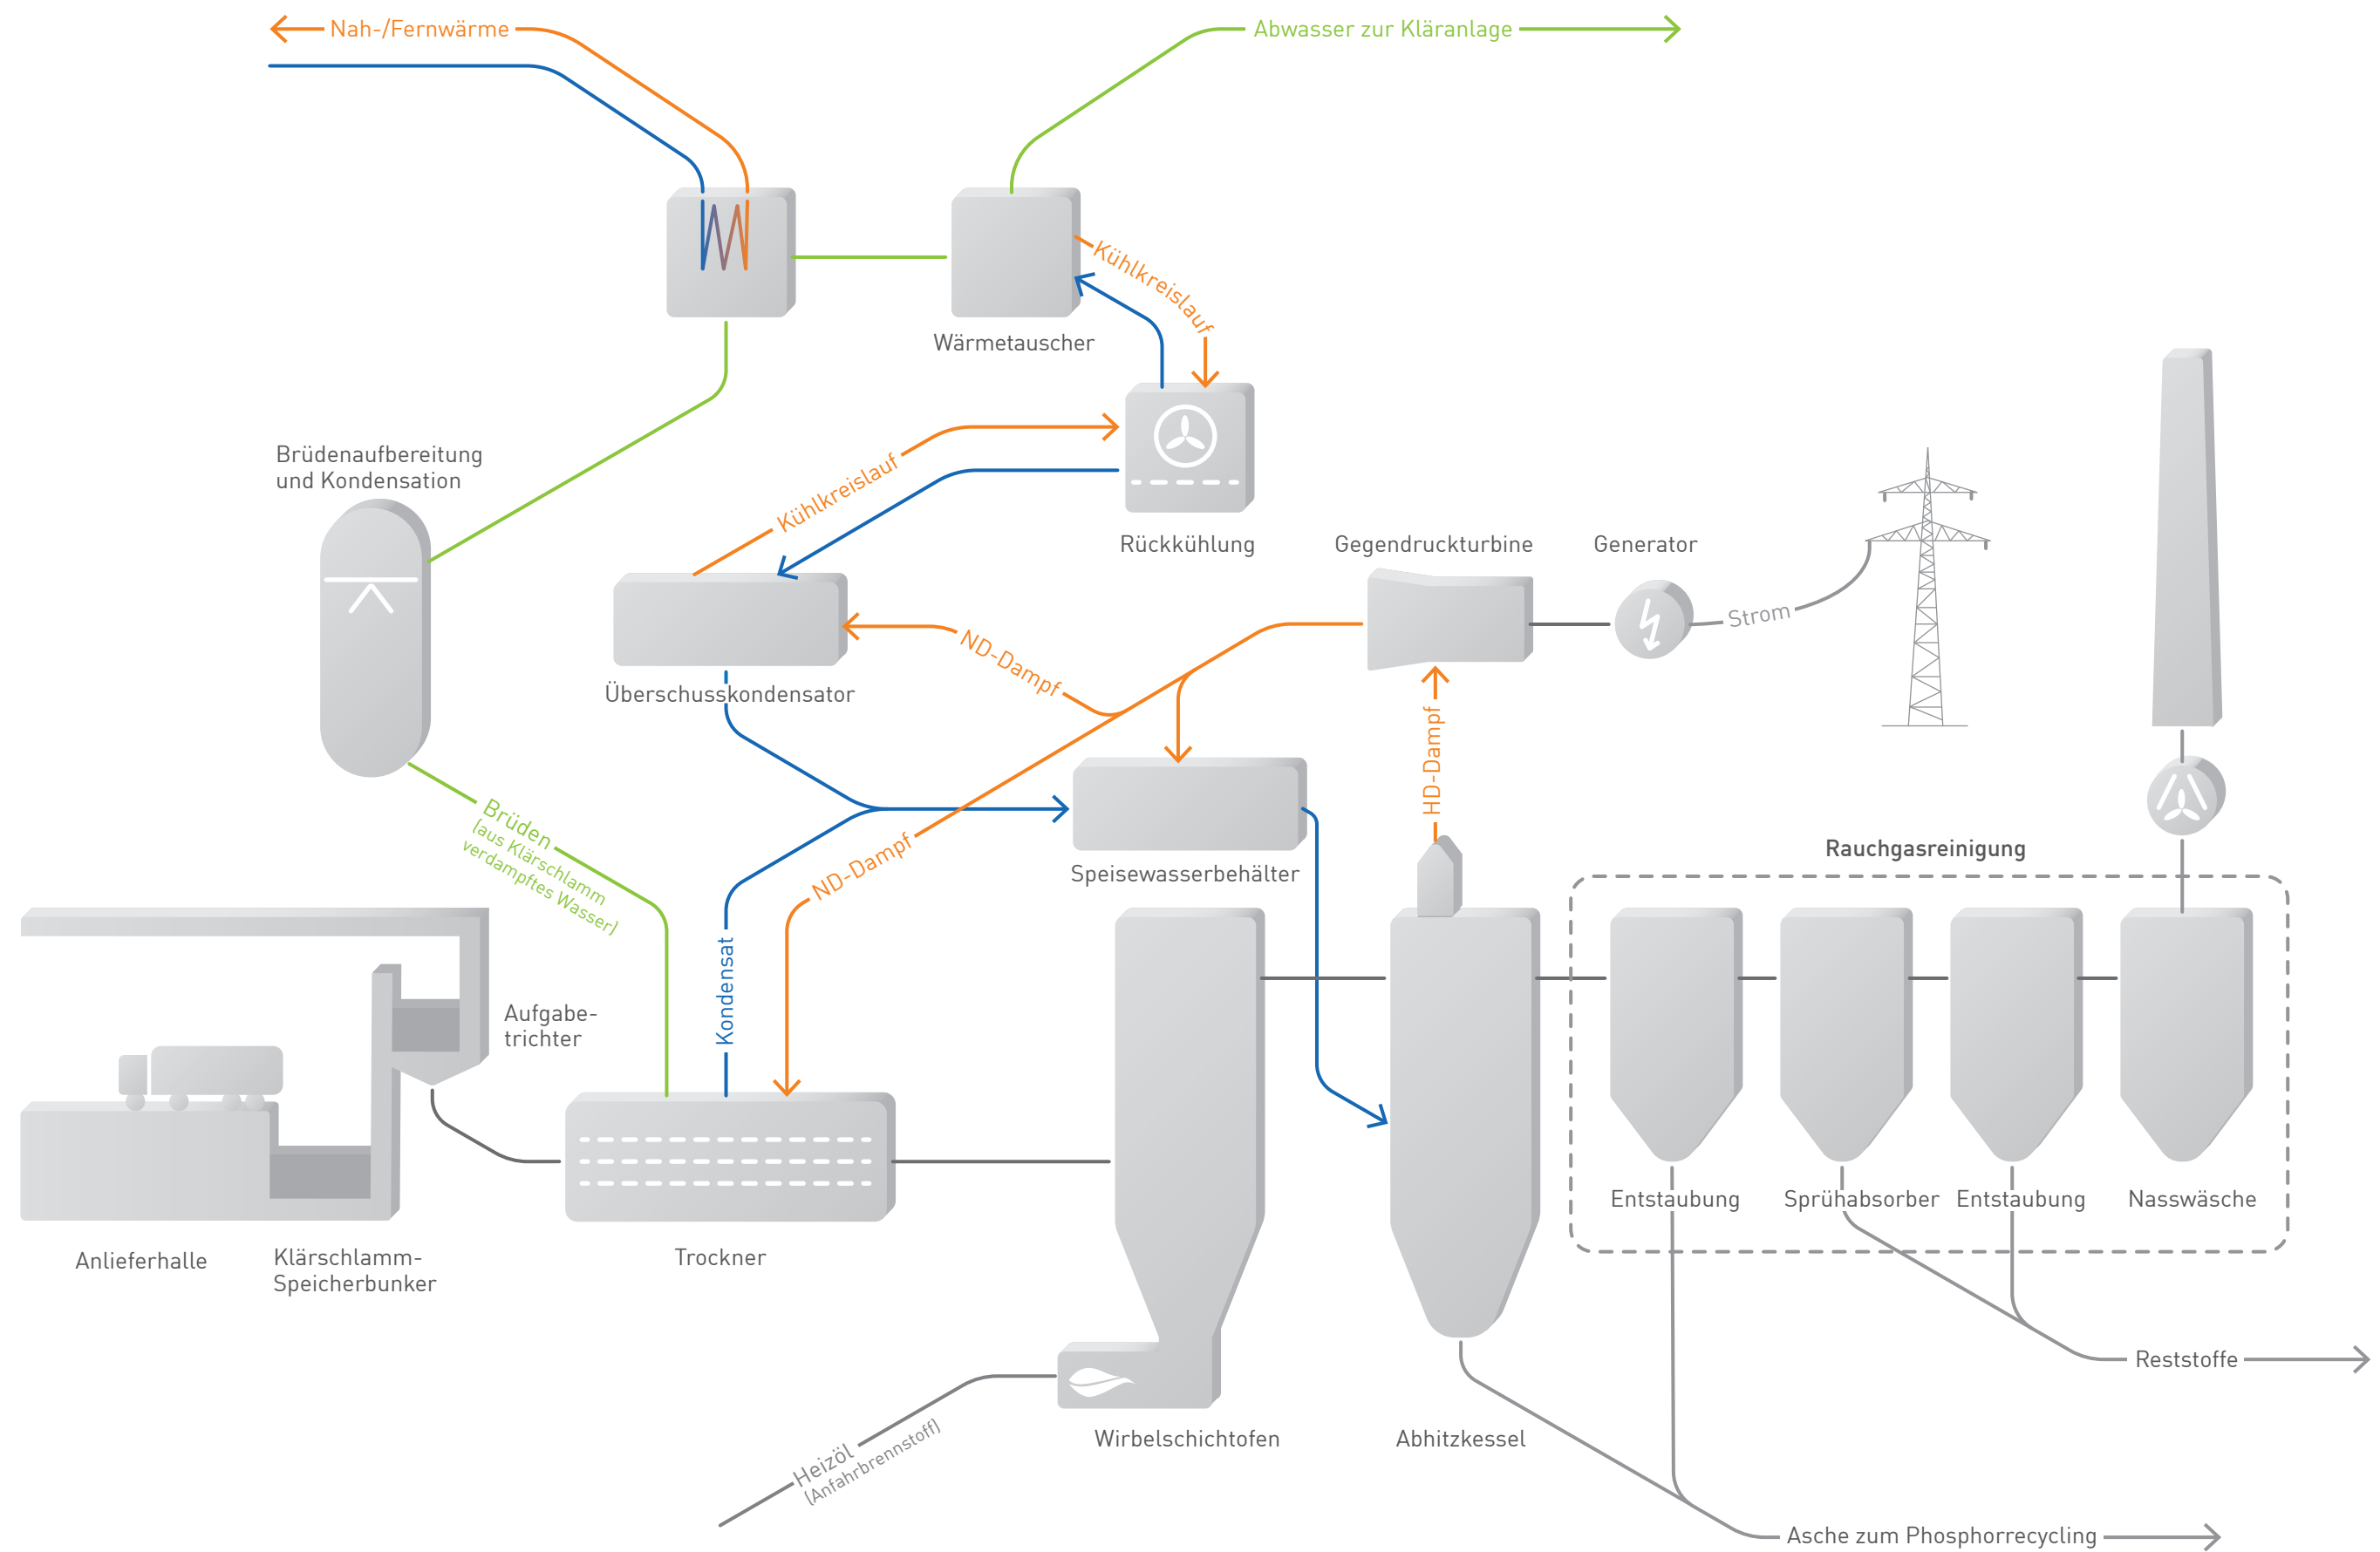 Nah-/Fernwärme
Abwasser zur Kläranlage
Kühlkreislauf
Wärmetauscher
Brüdenaufbereitung
und Kondensation
Kühlkreislauf
Rückkühlung
Gegendruckturbine
Generator
Strom
ND-Dampf
Überschusskondensator
HD-Dampf
Brüden
(aus Klärschlamm
verdampftes Wasser)
ND-Dampf
Speisewasserbehälter
Rauchgasreinigung
Kondensat
Aufgabe-
trichter
Entstaubung
Sprühabsorber
Entstaubung
Nasswäsche
Anlieferhalle
Klärschlamm-
Speicherbunker
Trockner
Reststoffe
Wirbelschichtofen
Abhitzkessel
Heizöl
(Anfahrbrennstoff)
Asche zum Phosphorrecycling